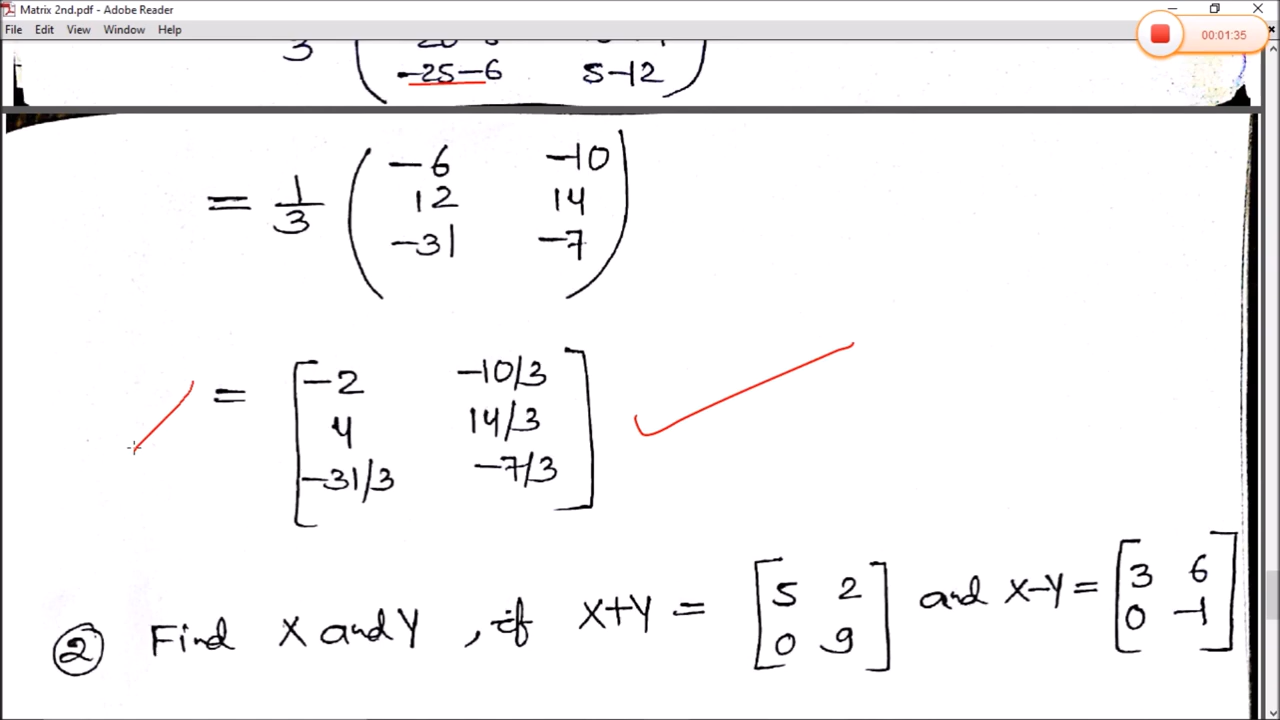 Matrix 2nd.pdf - Adobe Reader
File Edit View Window Help
00:01:35
3
-25-6 5-12
= 1/3 ( -6 -10
12 14
-31 -7 )
= [ -2 -10/3
4 14/3
-31/3 -7/3 ]
② Find X and Y, if X+Y = [ 5 2
0 9 ] and X-Y = [ 3 6
0 -1 ]